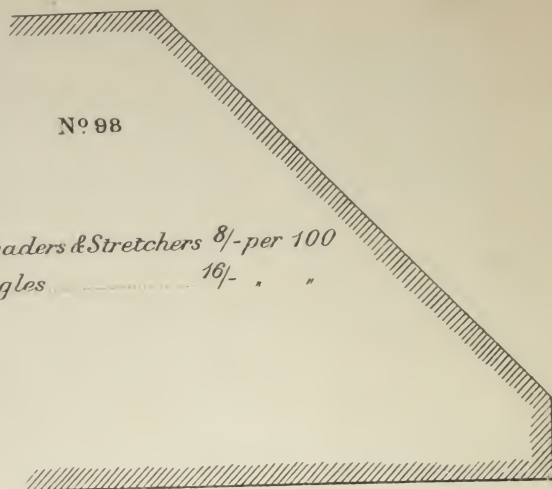 Nº 98
aders & Stretchers 8/- per 100
gles 16/- " "